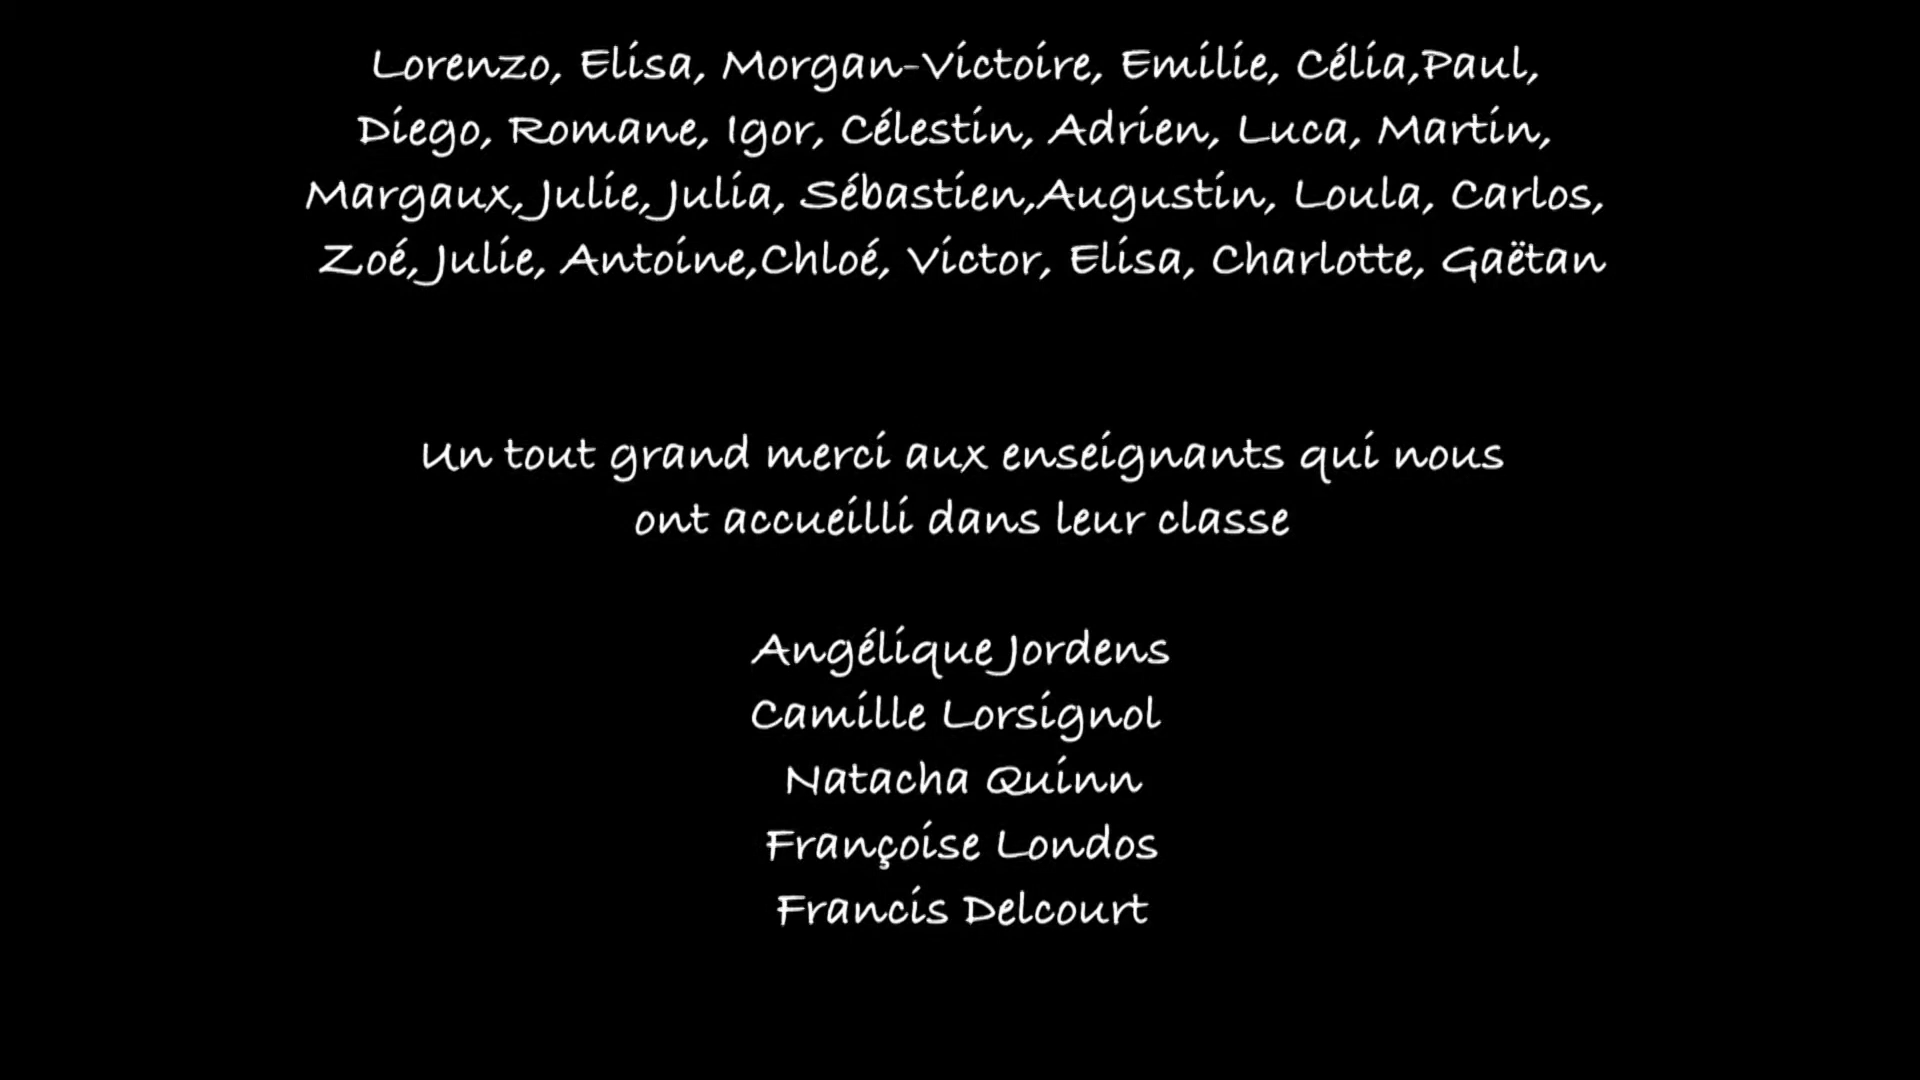 Lorenzo, Elisa, Morgan-Victoire, Emilie, Célia,Paul,
Diego, Romane, Igor, Célestin, Adrien, Luca, Martin,
Margaux, Julie, Julia, Sébastien,Augustin, Loula, Carlos,
Zoé, Julie, Antoine,Chloé, Victor, Elisa, Charlotte, Gaëtan
Un tout grand merci aux enseignants qui nous
ont accueilli dans leur classe
Angélique Jordens
Camille Lorsignol
Natacha Quinn
Françoise Londos
Francis Delcourt